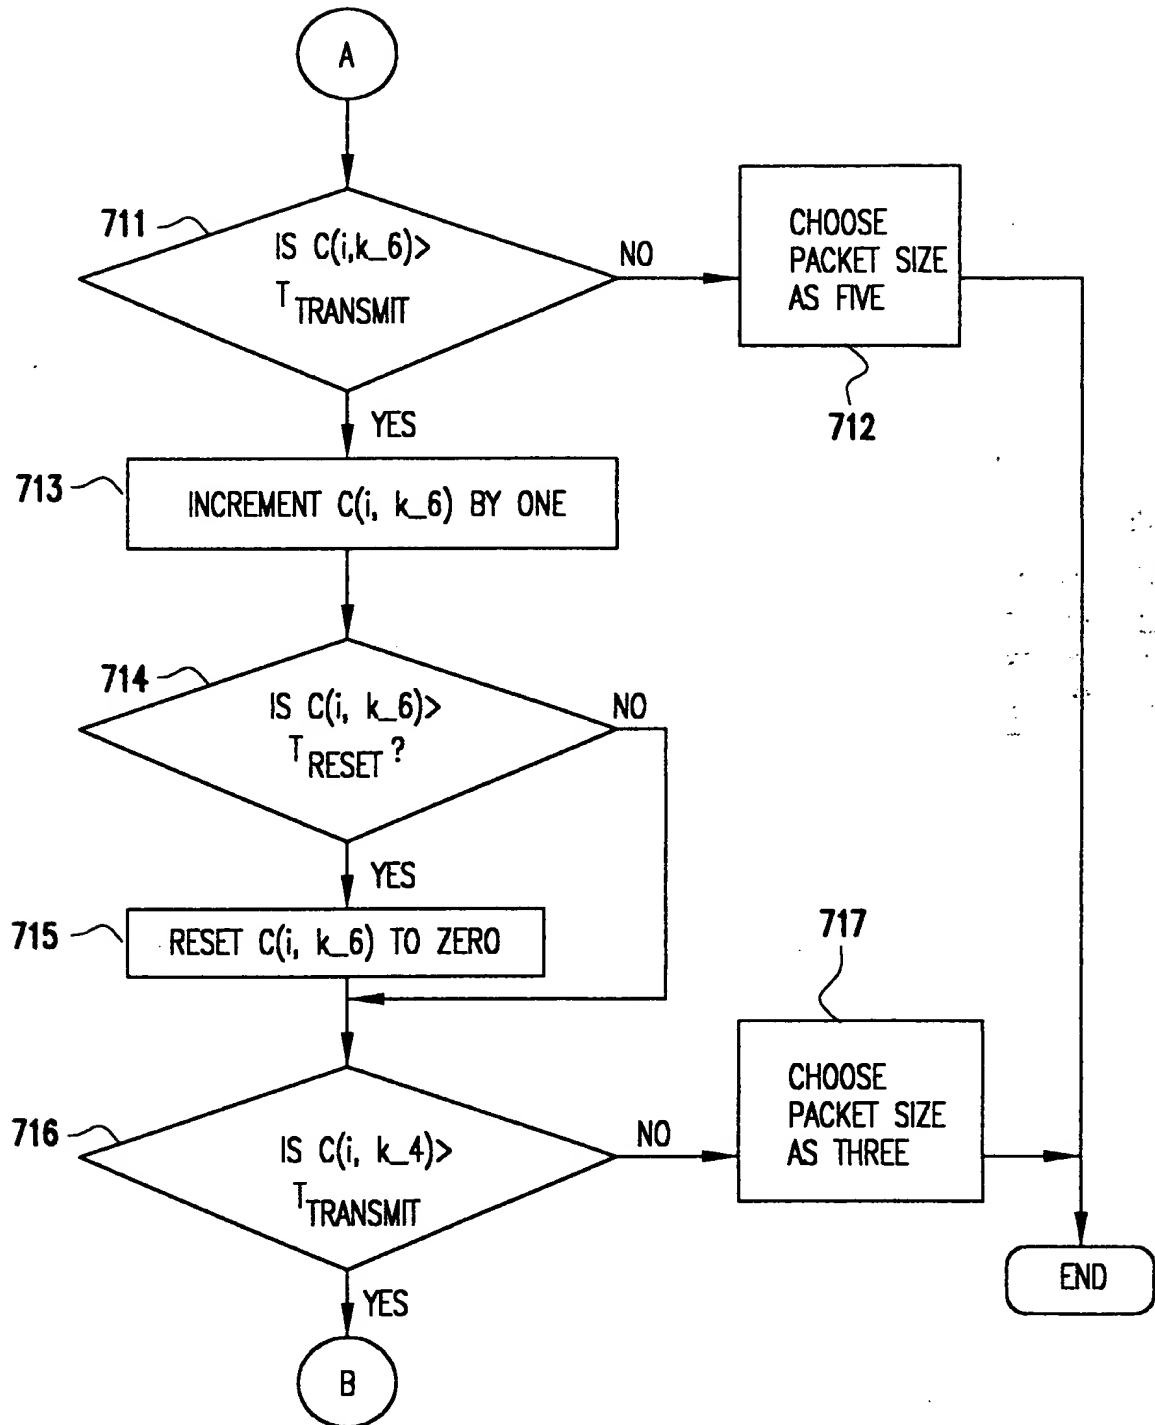 A
711
IS C(i,k_6)>
TTRANSMIT
NO
CHOOSE
PACKET SIZE
AS FIVE
712
YES
713
INCREMENT C(i, k_6) BY ONE
714
IS C(i, k_6)>
TRESET ?
NO
YES
715
RESET C(i, k_6) TO ZERO
717
CHOOSE
PACKET SIZE
AS THREE
716
IS C(i, k_4)>
TTRANSMIT
NO
END
YES
B